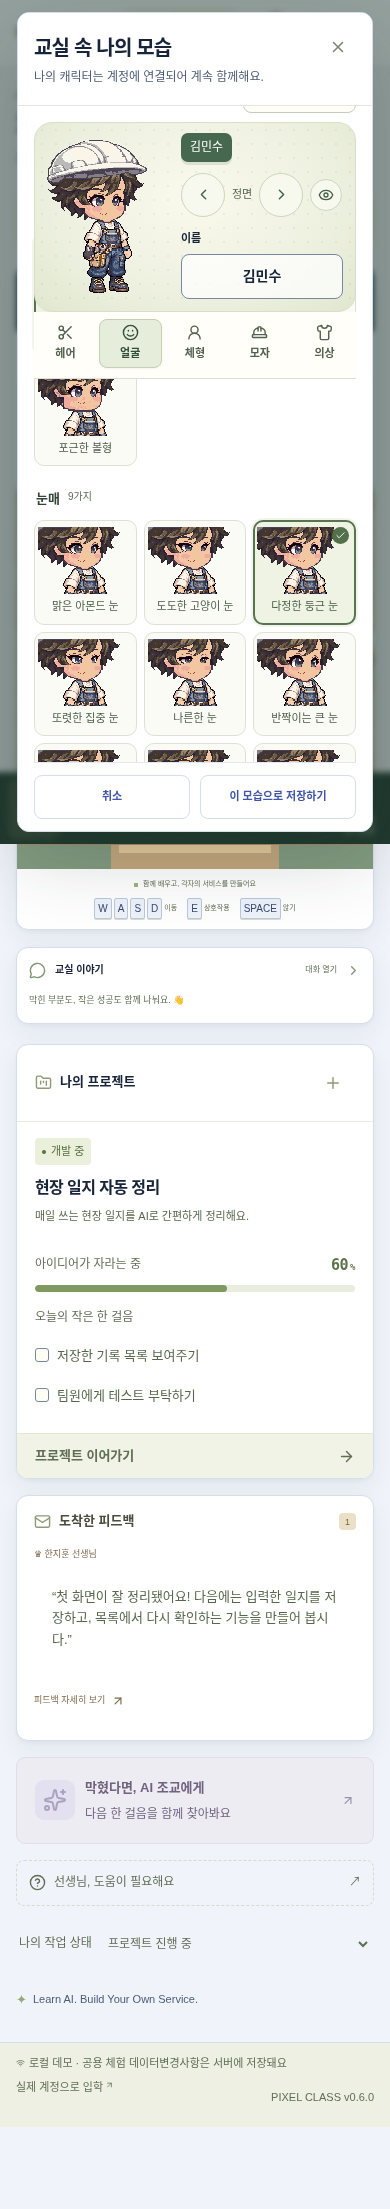 교실 속 나의 모습
나의 캐릭터는 계정에 연결되어 계속 함께해요.
김민수
정면
이름
김민수
헤어
얼굴
체형
모자
의상
포근한 볼형
눈매 9가지
맑은 아몬드 눈
도도한 고양이 눈
다정한 둥근 눈
또렷한 집중 눈
나른한 눈
반짝이는 큰 눈
취소
이 모습으로 저장하기
함께 배우고, 각자의 서비스를 만들어요
W A S D 이동 E 상호작용 SPACE 앉기
교실 이야기
대화 열기
막힌 부분도, 작은 성공도 함께 나눠요. 👋
나의 프로젝트
개발 중
현장 일지 자동 정리
매일 쓰는 현장 일지를 AI로 간편하게 정리해요.
아이디어가 자라는 중
60%
오늘의 작은 한 걸음
저장한 기록 목록 보여주기
팀원에게 테스트 부탁하기
프로젝트 이어가기
도착한 피드백
1
♛ 한지훈 선생님
“첫 화면이 잘 정리됐어요! 다음에는 입력한 일지를 저
장하고, 목록에서 다시 확인하는 기능을 만들어 봅시
다.”
피드백 자세히 보기
막혔다면, AI 조교에게
다음 한 걸음을 함께 찾아봐요
선생님, 도움이 필요해요
나의 작업 상태
프로젝트 진행 중
Learn AI. Build Your Own Service.
로컬 데모 · 공용 체험 데이터변경사항은 서버에 저장돼요
실제 계정으로 입학
PIXEL CLASS v0.6.0